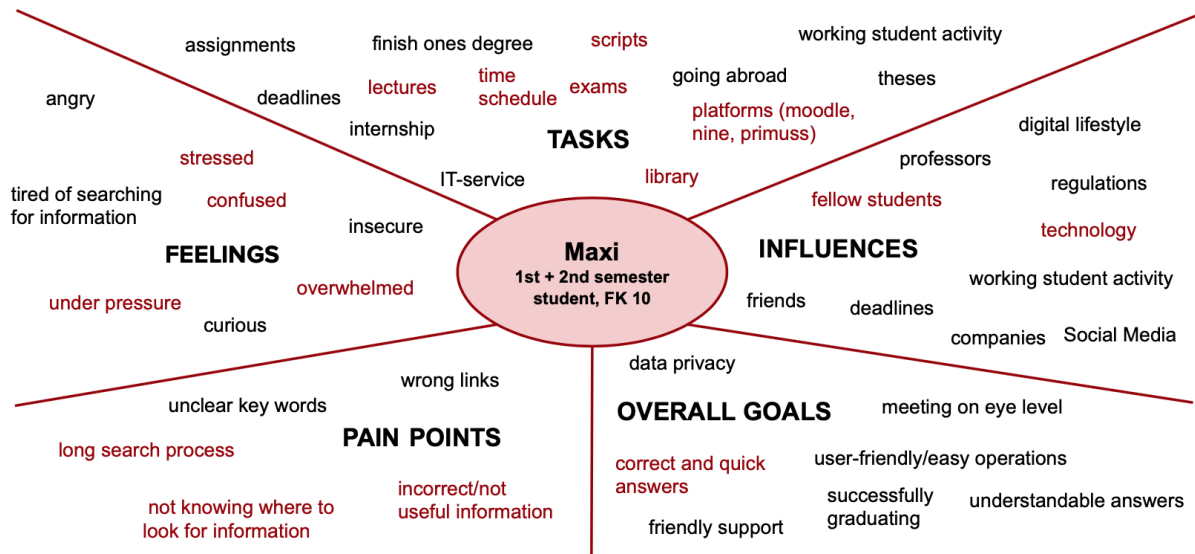 assignments
finish ones degree
scripts
working student activity
angry
deadlines
lectures
time
schedule
exams
going abroad
theses
internship
TASKS
platforms (moodle,
nine, primuss)
IT-service
library
stressed
tired of searching
for information
confused
insecure
FEELINGS
under pressure
overwhelmed
curious
Maxi
1st + 2nd semester
student, FK 10
digital lifestyle
professors
regulations
fellow students
technology
INFLUENCES
working student activity
friends
deadlines
companies
Social Media
wrong links
unclear key words
PAIN POINTS
long search process
not knowing where to
look for information
incorrect/not
useful information
data privacy
OVERALL GOALS
meeting on eye level
correct and quick
answers
user-friendly/easy operations
successfully
graduating
understandable answers
friendly support